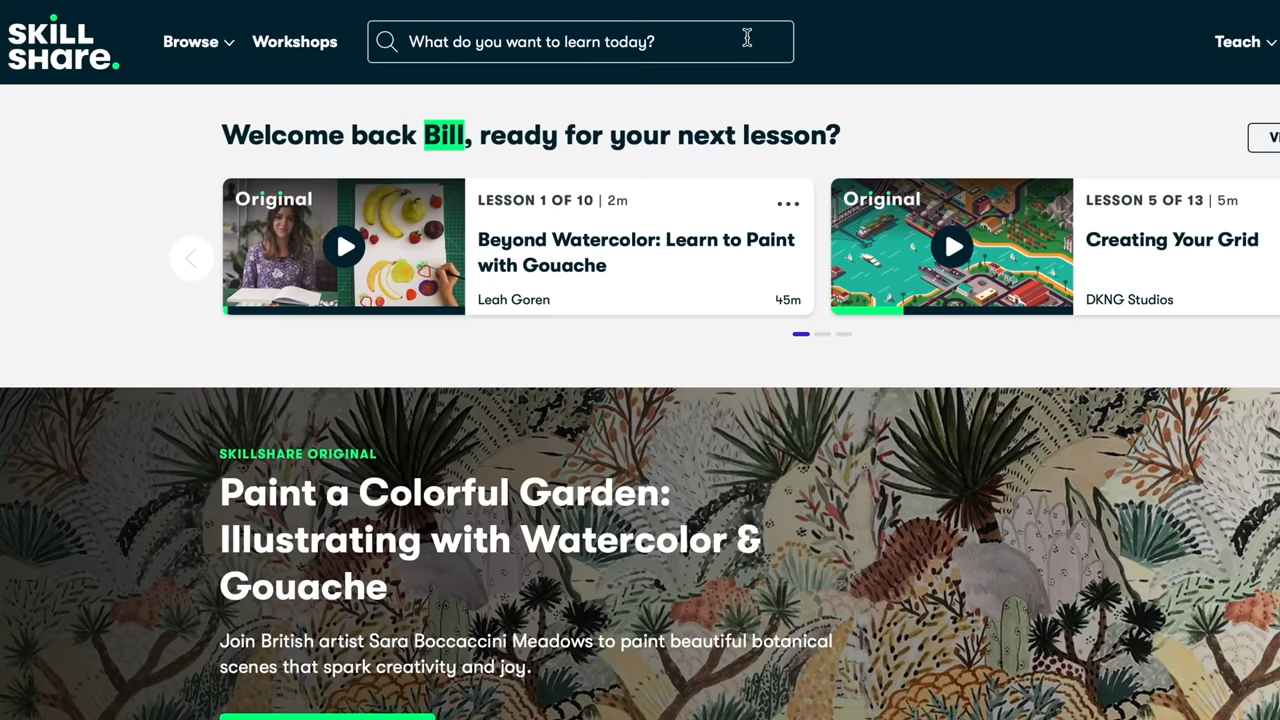 SKILL
SHARE.
Browse
Workshops
What do you want to learn today?
Teach
Welcome back Bill, ready for your next lesson?
Original
LESSON 1 OF 10 | 2m
Beyond Watercolor: Learn to Paint
with Gouache
Leah Goren
45m
Original
LESSON 5 OF 13 | 5m
Creating Your Grid
DKNG Studios
SKILLSHARE ORIGINAL
Paint a Colorful Garden:
Illustrating with Watercolor &
Gouache
Join British artist Sara Boccaccini Meadows to paint beautiful botanical
scenes that spark creativity and joy.